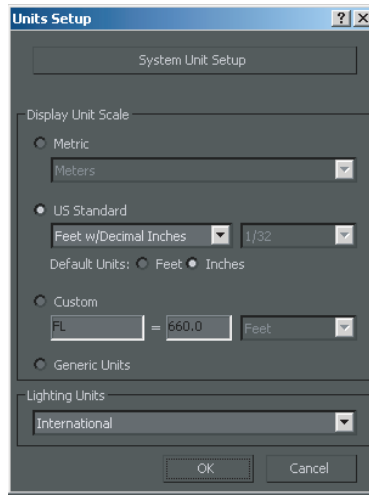 Units Setup
System Unit Setup
Display Unit Scale
Metric
Meters
US Standard
Feet w/Decimal Inches 1/32
Default Units: Feet Inches
Custom
FL = 660.0 Feet
Generic Units
Lighting Units
International
OK Cancel